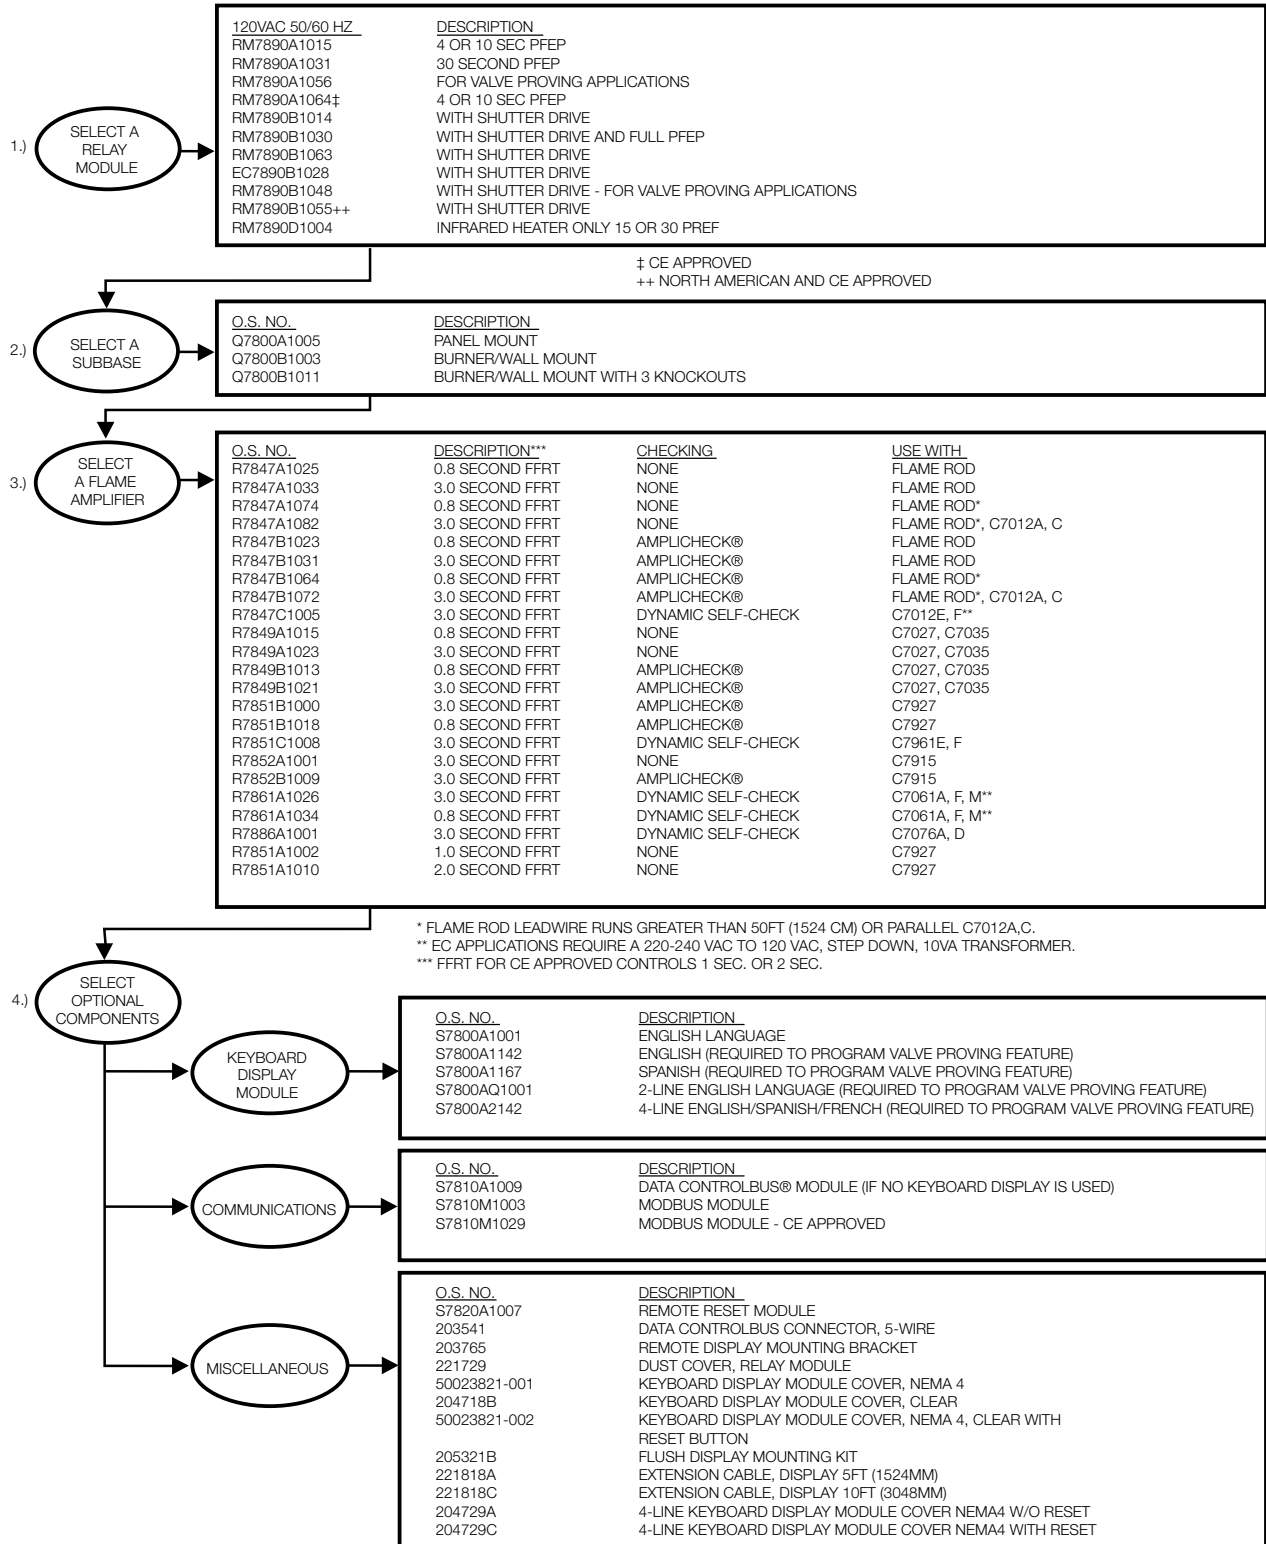 120VAC 50/60 HZ DESCRIPTION
RM7890A1015 4 OR 10 SEC PFEP
RM7890A1031 30 SECOND PFEP
RM7890A1056 FOR VALVE PROVING APPLICATIONS
RM7890A1064‡ 4 OR 10 SEC PFEP
RM7890B1014 WITH SHUTTER DRIVE
RM7890B1030 WITH SHUTTER DRIVE AND FULL PFEP
RM7890B1063 WITH SHUTTER DRIVE
EC7890B1028 WITH SHUTTER DRIVE
RM7890B1048 WITH SHUTTER DRIVE - FOR VALVE PROVING APPLICATIONS
RM7890B1055++ WITH SHUTTER DRIVE
RM7890D1004 INFRARED HEATER ONLY 15 OR 30 PREF
1.)
SELECT A
RELAY
MODULE
‡ CE APPROVED
++ NORTH AMERICAN AND CE APPROVED
2.)
SELECT A
SUBBASE
O.S. NO. DESCRIPTION
Q7800A1005 PANEL MOUNT
Q7800B1003 BURNER/WALL MOUNT
Q7800B1011 BURNER/WALL MOUNT WITH 3 KNOCKOUTS
3.)
SELECT
A FLAME
AMPLIFIER
O.S. NO. DESCRIPTION*** CHECKING USE WITH
R7847A1025 0.8 SECOND FFRT NONE FLAME ROD
R7847A1033 3.0 SECOND FFRT NONE FLAME ROD
R7847A1074 0.8 SECOND FFRT NONE FLAME ROD*
R7847A1082 3.0 SECOND FFRT NONE FLAME ROD*, C7012A, C
R7847B1023 0.8 SECOND FFRT AMPLICHECK® FLAME ROD
R7847B1031 3.0 SECOND FFRT AMPLICHECK® FLAME ROD
R7847B1064 0.8 SECOND FFRT AMPLICHECK® FLAME ROD*
R7847B1072 3.0 SECOND FFRT AMPLICHECK® FLAME ROD*, C7012A, C
R7847C1005 3.0 SECOND FFRT DYNAMIC SELF-CHECK C7012E, F**
R7849A1015 0.8 SECOND FFRT NONE C7027, C7035
R7849A1023 3.0 SECOND FFRT NONE C7027, C7035
R7849B1013 0.8 SECOND FFRT AMPLICHECK® C7027, C7035
R7849B1021 3.0 SECOND FFRT AMPLICHECK® C7027, C7035
R7851B1000 3.0 SECOND FFRT AMPLICHECK® C7927
R7851B1018 0.8 SECOND FFRT AMPLICHECK® C7927
R7851C1008 3.0 SECOND FFRT DYNAMIC SELF-CHECK C7961E, F
R7852A1001 3.0 SECOND FFRT NONE C7915
R7852B1009 3.0 SECOND FFRT AMPLICHECK® C7915
R7861A1026 3.0 SECOND FFRT DYNAMIC SELF-CHECK C7061A, F, M**
R7861A1034 0.8 SECOND FFRT DYNAMIC SELF-CHECK C7061A, F, M**
R7886A1001 3.0 SECOND FFRT DYNAMIC SELF-CHECK C7076A, D
R7851A1002 1.0 SECOND FFRT NONE C7927
R7851A1010 2.0 SECOND FFRT NONE C7927
* FLAME ROD LEADWIRE RUNS GREATER THAN 50FT (1524 CM) OR PARALLEL C7012A,C.
** EC APPLICATIONS REQUIRE A 220-240 VAC TO 120 VAC, STEP DOWN, 10VA TRANSFORMER.
*** FFRT FOR CE APPROVED CONTROLS 1 SEC. OR 2 SEC.
4.)
SELECT
OPTIONAL
COMPONENTS
KEYBOARD
DISPLAY
MODULE
O.S. NO. DESCRIPTION
S7800A1001 ENGLISH LANGUAGE
S7800A1142 ENGLISH (REQUIRED TO PROGRAM VALVE PROVING FEATURE)
S7800A1167 SPANISH (REQUIRED TO PROGRAM VALVE PROVING FEATURE)
S7800AQ1001 2-LINE ENGLISH LANGUAGE (REQUIRED TO PROGRAM VALVE PROVING FEATURE)
S7800A2142 4-LINE ENGLISH/SPANISH/FRENCH (REQUIRED TO PROGRAM VALVE PROVING FEATURE)
COMMUNICATIONS
O.S. NO. DESCRIPTION
S7810A1009 DATA CONTROLBUS® MODULE (IF NO KEYBOARD DISPLAY IS USED)
S7810M1003 MODBUS MODULE
S7810M1029 MODBUS MODULE - CE APPROVED
MISCELLANEOUS
O.S. NO. DESCRIPTION
S7820A1007 REMOTE RESET MODULE
203541 DATA CONTROLBUS CONNECTOR, 5-WIRE
203765 REMOTE DISPLAY MOUNTING BRACKET
221729 DUST COVER, RELAY MODULE
50023821-001 KEYBOARD DISPLAY MODULE COVER, NEMA 4
204718B KEYBOARD DISPLAY MODULE COVER, CLEAR
50023821-002 KEYBOARD DISPLAY MODULE COVER, NEMA 4, CLEAR WITH
RESET BUTTON
205321B FLUSH DISPLAY MOUNTING KIT
221818A EXTENSION CABLE, DISPLAY 5FT (1524MM)
221818C EXTENSION CABLE, DISPLAY 10FT (3048MM)
204729A 4-LINE KEYBOARD DISPLAY MODULE COVER NEMA4 W/O RESET
204729C 4-LINE KEYBOARD DISPLAY MODULE COVER NEMA4 WITH RESET